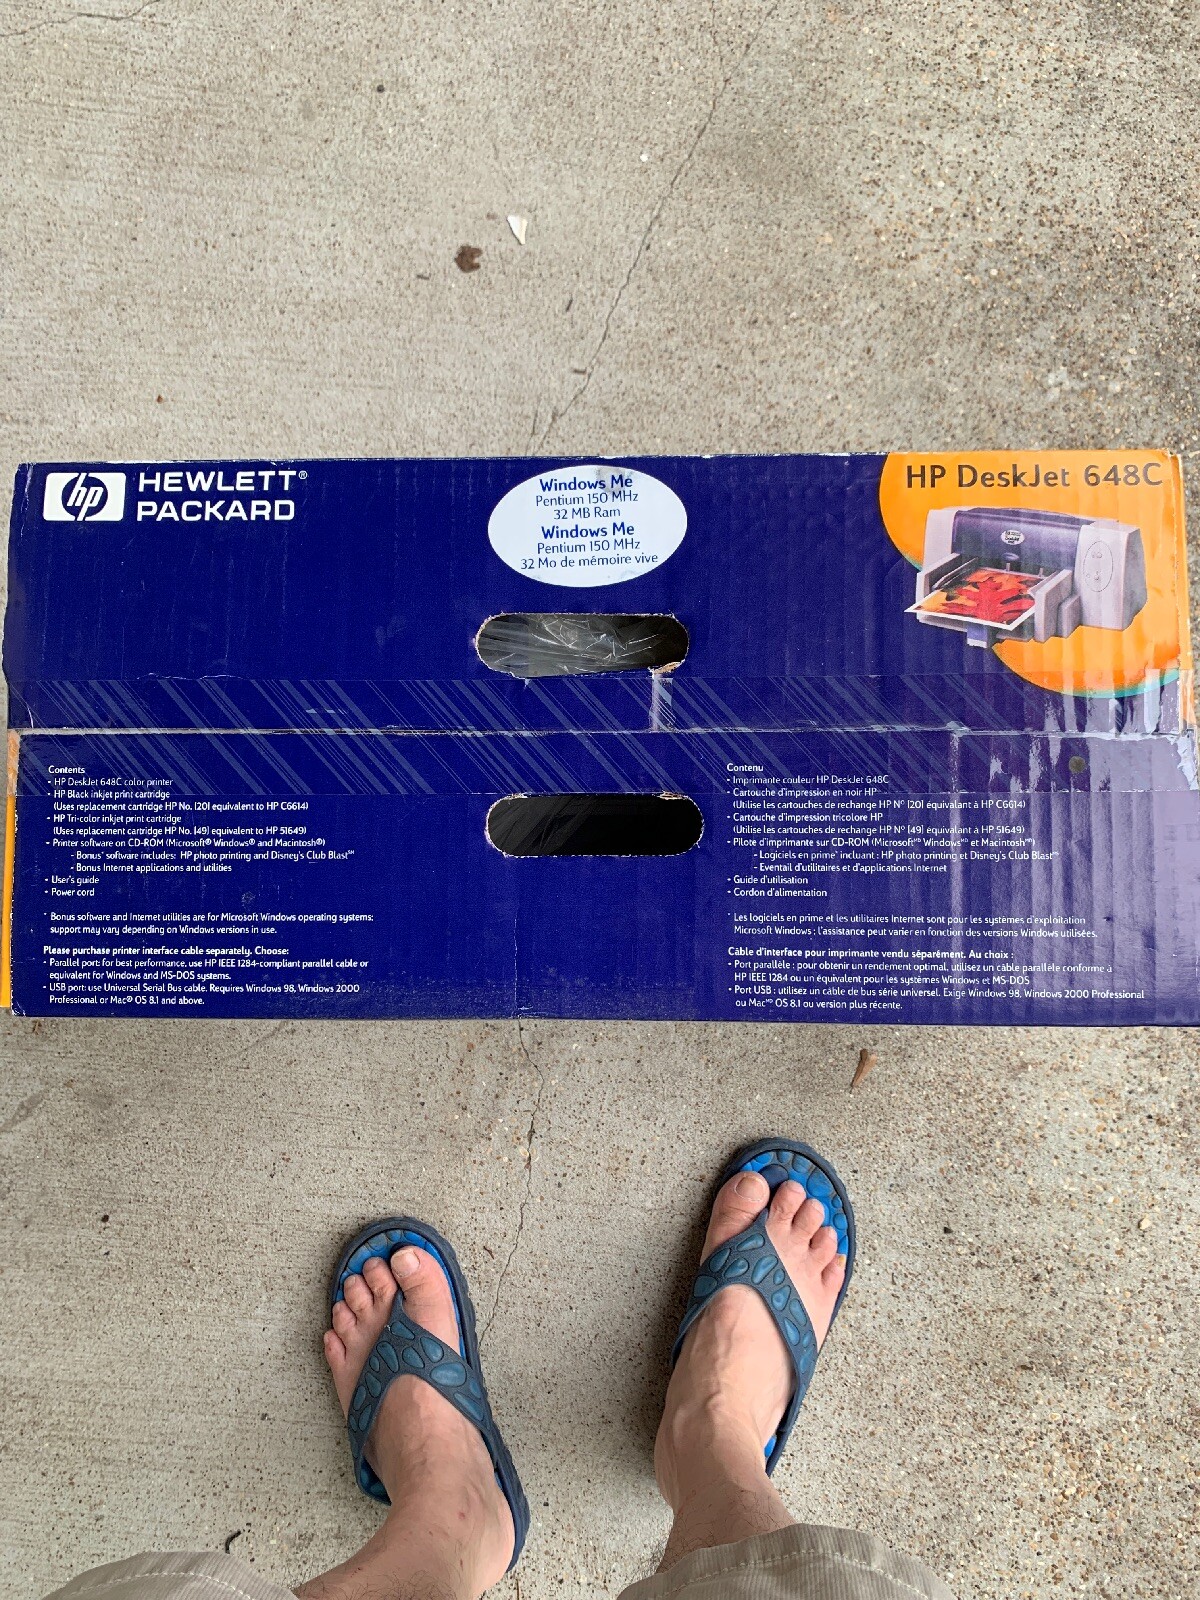 hp HEWLETT®
PACKARD
Windows Me
Pentium 150 MHz
32 MB Ram
Windows Me
Pentium 150 MHz
32 Mo de mémoire vive
HP DeskJet 648C
Contents
• HP DeskJet 648C color printer
• HP Black inkjet print cartridge
(Uses replacement cartridge HP No. [20] equivalent to HP C6614)
• HP Tri-color inkjet print cartridge
(Uses replacement cartridge HP No. [49] equivalent to HP 51649)
• Printer software on CD-ROM (Microsoft® Windows® and Macintosh®)
- Bonus* software includes: HP photo printing and Disney's Club Blast℠
- Bonus Internet applications and utilities
• User's guide
• Power cord
* Bonus software and Internet utilities are for Microsoft Windows operating systems;
support may vary depending on Windows versions in use.
Please purchase printer interface cable separately. Choose:
• Parallel port: for best performance, use HP IEEE 1284-compliant parallel cable or
equivalent for Windows and MS-DOS systems.
• USB port: use Universal Serial Bus cable. Requires Windows 98, Windows 2000
Professional or Mac® OS 8.1 and above.
Contenu
• Imprimante couleur HP DeskJet 648C
• Cartouche d'impression en noir HP
(Utilise les cartouches de rechange HP Nº [20] équivalant à HP C6614)
• Cartouche d'impression tricolore HP
(Utilise les cartouches de rechange HP Nº [49] équivalant à HP 51649)
• Pilote d'imprimante sur CD-ROM (Microsoft Windows et Macintosh)
- Logiciels en prime* incluant : HP photo printing et Disney's Club Blast
- Eventail d'utilitaires et d'applications Internet
• Guide d'utilisation
• Cordon d'alimentation
* Les logiciels en prime et les utilitaires Internet sont pour les systèmes d'exploitation
Microsoft Windows ; l'assistance peut varier en fonction des versions Windows utilisées.
Câble d'interface pour imprimante vendu séparément. Au choix :
• Port parallèle : pour obtenir un rendement optimal, utilisez un câble parallèle conforme à
HP IEEE 1284 ou un équivalent pour les systèmes Windows et MS-DOS
• Port USB : utilisez un câble de bus série universel. Exige Windows 98, Windows 2000 Professional
ou Mac OS 8.1 ou version plus récente.